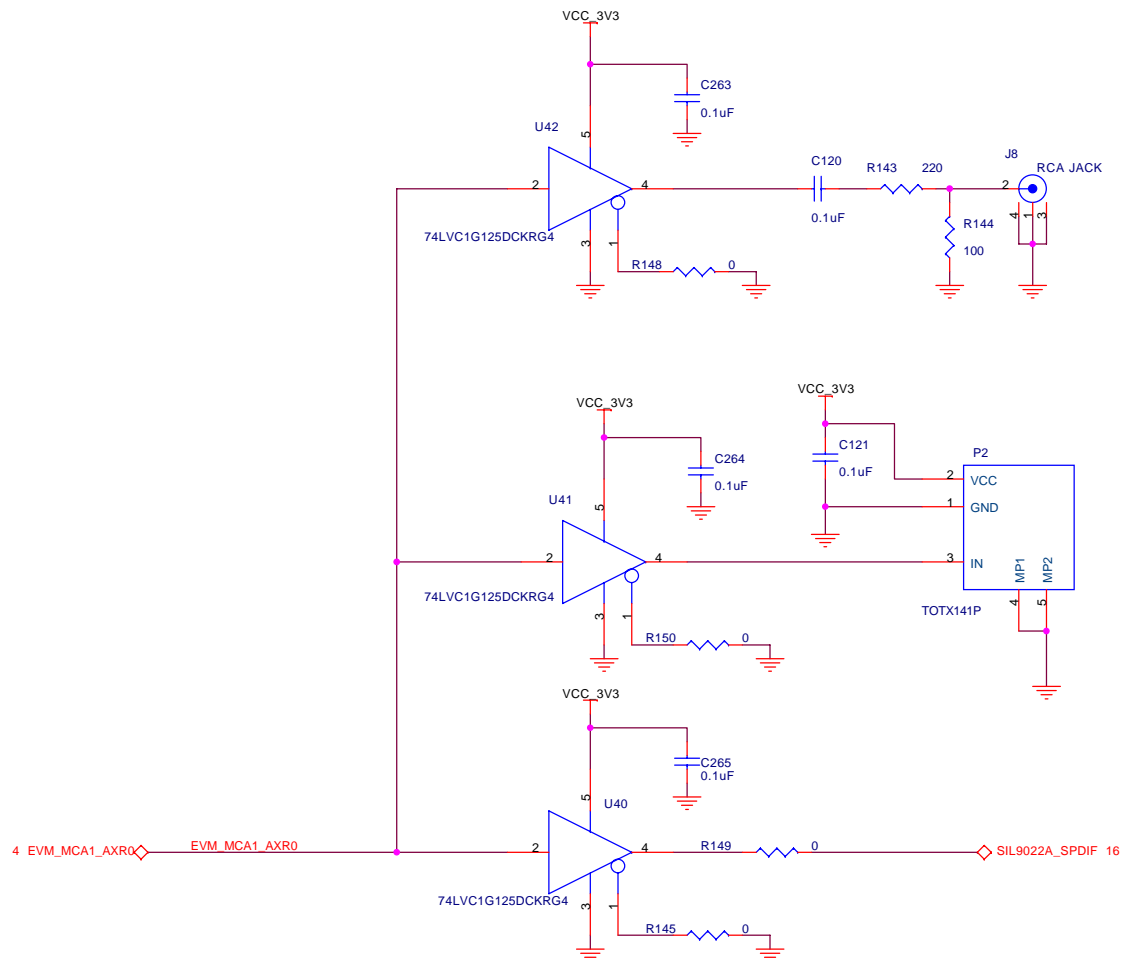 VCC_3V3
C263
0.1uF
U42
5
2
4
74LVC1G125DCKRG4
3
1
R148 0
C120
0.1uF
R143 220
J8
RCA JACK
2
4
1
3
R144
100
VCC_3V3
C264
0.1uF
U41
5
2
4
74LVC1G125DCKRG4
3
1
R150 0
VCC_3V3
C121
0.1uF
P2
2 VCC
1 GND
3 IN
MP1
MP2
4
5
TOTX141P
VCC_3V3
C265
0.1uF
U40
5
4 EVM_MCA1_AXR0
EVM_MCA1_AXR0
2
4
R149 0
SIL9022A_SPDIF 16
74LVC1G125DCKRG4
3
1
R145 0